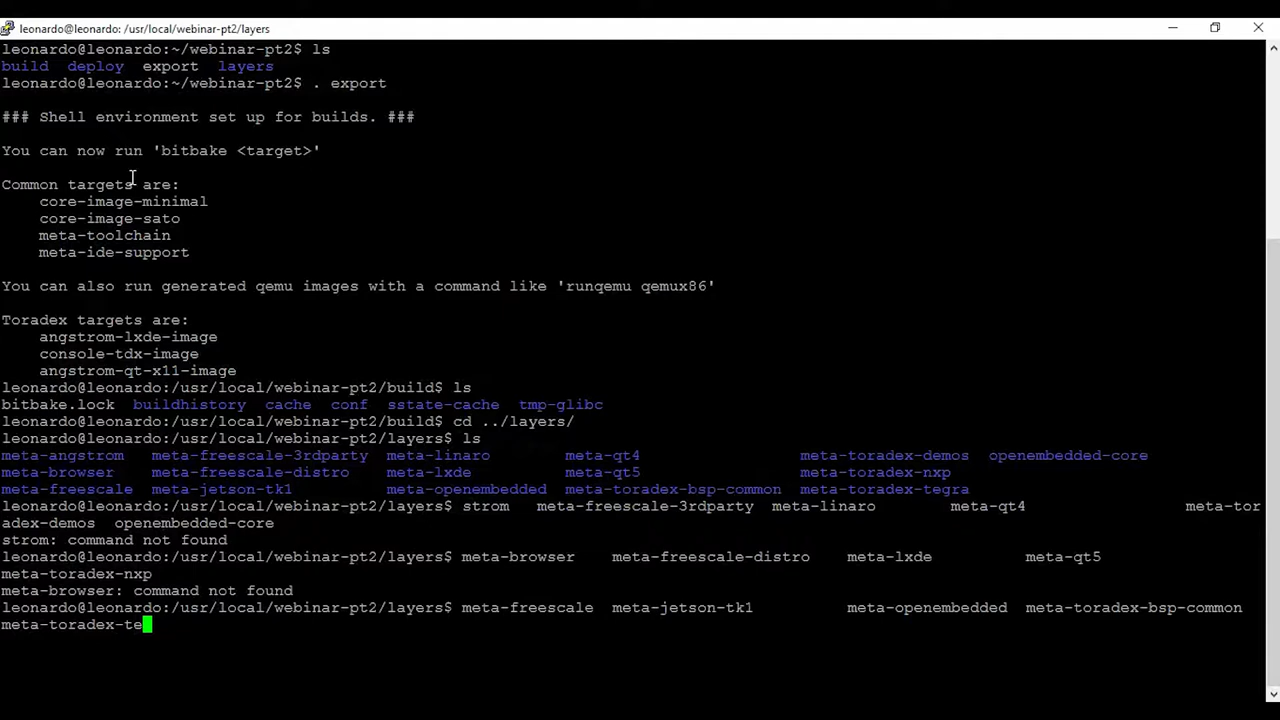 leonardo@leonardo: /usr/local/webinar-pt2/layers
leonardo@leonardo:~/webinar-pt2$ ls
build  deploy  export  layers
leonardo@leonardo:~/webinar-pt2$ . export
### Shell environment set up for builds. ###
You can now run 'bitbake <target>'
Common targets are:
    core-image-minimal
    core-image-sato
    meta-toolchain
    meta-ide-support
You can also run generated qemu images with a command like 'runqemu qemux86'
Toradex targets are:
    angstrom-lxde-image
    console-tdx-image
    angstrom-qt-x11-image
leonardo@leonardo:/usr/local/webinar-pt2/build$ ls
bitbake.lock  buildhistory  cache  conf  sstate-cache  tmp-glibc
leonardo@leonardo:/usr/local/webinar-pt2/build$ cd ../layers/
leonardo@leonardo:/usr/local/webinar-pt2/layers$ ls
meta-angstrom   meta-freescale-3rdparty  meta-linaro        meta-qt4                 meta-toradex-demos  openembedded-core
meta-browser    meta-freescale-distro    meta-lxde          meta-qt5                 meta-toradex-nxp
meta-freescale  meta-jetson-tk1          meta-openembedded  meta-toradex-bsp-common  meta-toradex-tegra
leonardo@leonardo:/usr/local/webinar-pt2/layers$ strom   meta-freescale-3rdparty  meta-linaro        meta-qt4                 meta-tor
adex-demos  openembedded-core
strom: command not found
leonardo@leonardo:/usr/local/webinar-pt2/layers$ meta-browser    meta-freescale-distro    meta-lxde          meta-qt5
meta-toradex-nxp
meta-browser: command not found
leonardo@leonardo:/usr/local/webinar-pt2/layers$ meta-freescale  meta-jetson-tk1          meta-openembedded  meta-toradex-bsp-common
meta-toradex-te